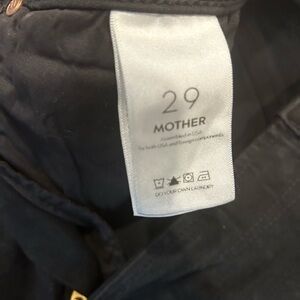 29
MOTHER
Assembled in USA
for both USA and foreign components
DO YOUR OWN LAUNDRY